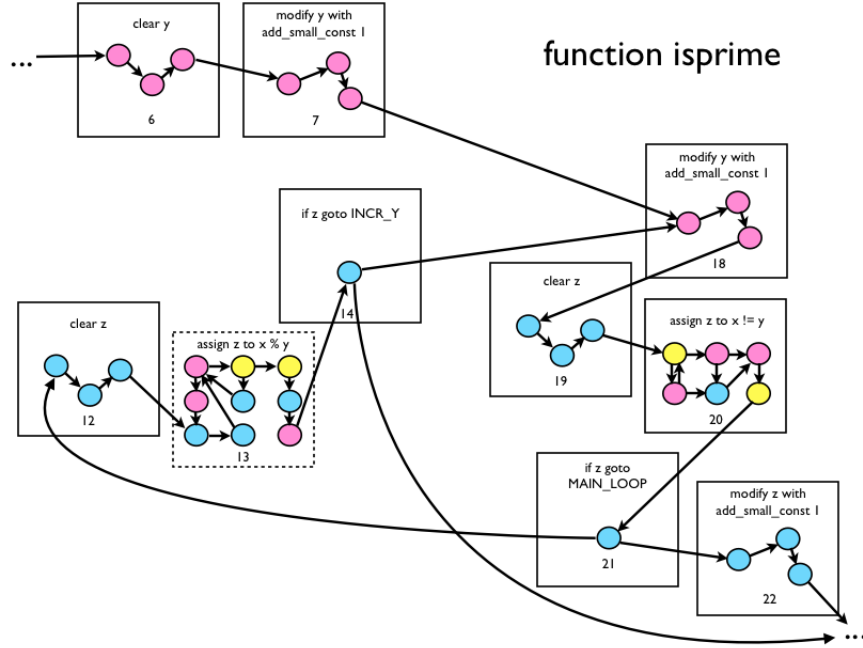 function isprime
...
clear y
6
modify y with
add_small_const 1
7
modify y with
add_small_const 1
18
if z goto INCR_Y
14
clear z
19
assign z to x != y
20
clear z
12
assign z to x % y
13
if z goto
MAIN_LOOP
21
modify z with
add_small_const 1
22
...